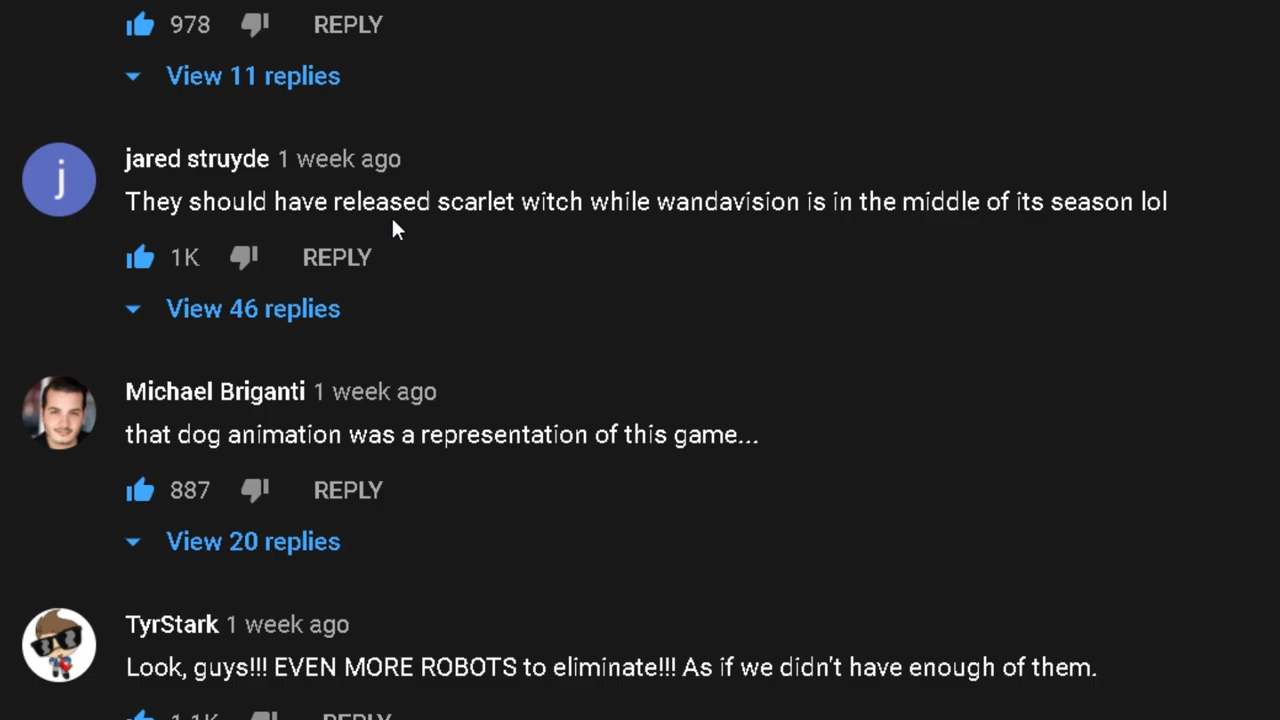 978 REPLY
View 11 replies
j
jared struyde 1 week ago
They should have released scarlet witch while wandavision is in the middle of its season lol
1K REPLY
View 46 replies
Michael Briganti 1 week ago
that dog animation was a representation of this game...
887 REPLY
View 20 replies
TyrStark 1 week ago
Look, guys!!! EVEN MORE ROBOTS to eliminate!!! As if we didn't have enough of them.
1.1K REPLY